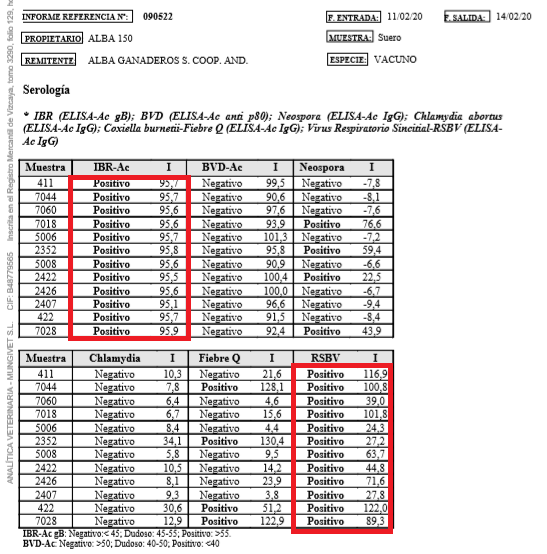 INFORME REFERENCIA Nº: 090522 F. ENTRADA: 11/02/20 F. SALIDA: 14/02/20
PROPIETARIO ALBA 150 MUESTRA: Suero
REMITENTE ALBA GANADEROS S. COOP. AND. ESPECIE: VACUNO
Serología
* IBR (ELISA-Ac gB); BVD (ELISA-Ac anti p80); Neospora (ELISA-Ac IgG); Chlamydia abortus
(ELISA-Ac IgG); Coxiella burnetii-Fiebre Q (ELISA-Ac IgG); Virus Respiratorio Sincitial-RSBV (ELISA-
Ac IgG)
Muestra IBR-Ac I BVD-Ac I Neospora I
411 Positivo 95,7 Negativo 99,5 Negativo -7,8
7044 Positivo 95,7 Negativo 90,6 Negativo -8,1
7060 Positivo 95,6 Negativo 97,6 Negativo -7,6
7018 Positivo 95,6 Negativo 93,9 Positivo 76,6
5006 Positivo 95,7 Negativo 101,3 Negativo -7,2
2352 Positivo 95,8 Negativo 95,8 Positivo 59,4
5008 Positivo 95,6 Negativo 90,9 Negativo -6,6
2422 Positivo 95,5 Negativo 100,4 Positivo 22,5
2426 Positivo 95,6 Negativo 100,0 Negativo -6,7
2407 Positivo 95,1 Negativo 96,6 Negativo -9,4
422 Positivo 95,7 Negativo 91,5 Negativo -8,4
7028 Positivo 95,9 Negativo 92,4 Positivo 43,9
Muestra Chlamydia I Fiebre Q I RSBV I
411 Negativo 10,3 Negativo 21,6 Positivo 116,9
7044 Negativo 7,8 Positivo 128,1 Positivo 100,8
7060 Negativo 6,4 Negativo 4,6 Positivo 39,0
7018 Negativo 6,7 Negativo 15,6 Positivo 101,8
5006 Negativo 8,4 Negativo 4,4 Positivo 24,3
2352 Negativo 34,1 Positivo 130,4 Positivo 27,2
5008 Negativo 5,8 Negativo 9,5 Positivo 63,7
2422 Negativo 10,5 Negativo 14,2 Positivo 44,8
2426 Negativo 8,1 Negativo 23,9 Positivo 71,6
2407 Negativo 9,3 Negativo 3,8 Positivo 27,8
422 Negativo 30,6 Positivo 51,2 Positivo 122,0
7028 Negativo 12,9 Positivo 122,9 Positivo 89,3
IBR-Ac gB: Negativo:< 45; Dudoso: 45-55; Positivo: >55.
BVD-Ac: Negativo: >50; Dudoso: 40-50; Positivo: <40
ANALÍTICA VETERINARIA - MUNGIVET S.L. CIF: B48779565 Inscrita en el Registro Mercantil de Vizcaya, tomo 3290, folio 129,